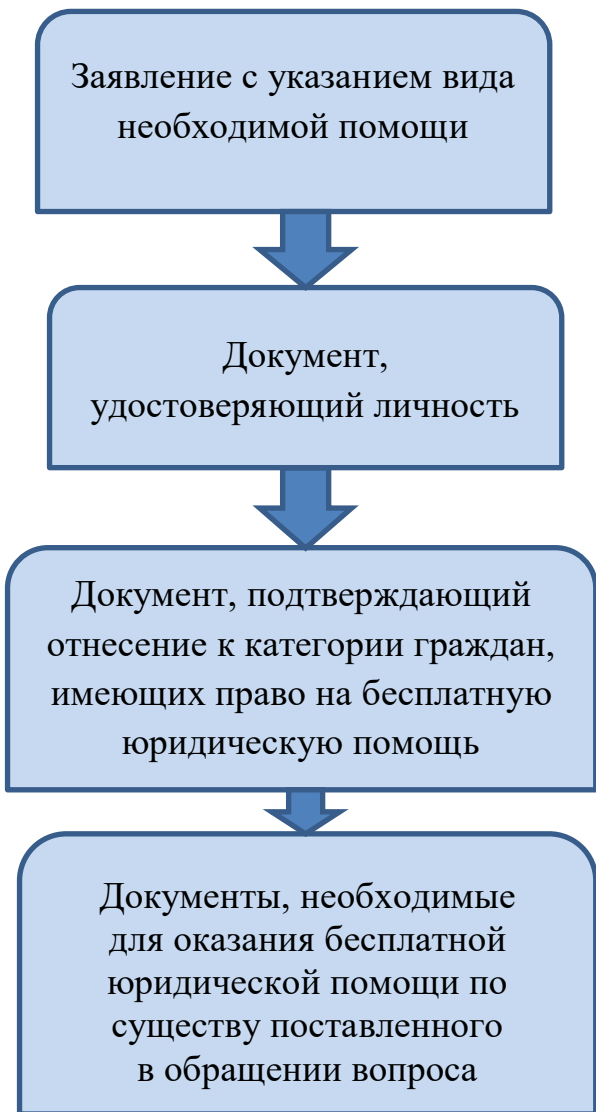 Заявление с указанием вида
необходимой помощи
Документ,
удостоверяющий личность
Документ, подтверждающий
отнесение к категории граждан,
имеющих право на бесплатную
юридическую помощь
Документы, необходимые
для оказания бесплатной
юридической помощи по
существу поставленного
в обращении вопроса